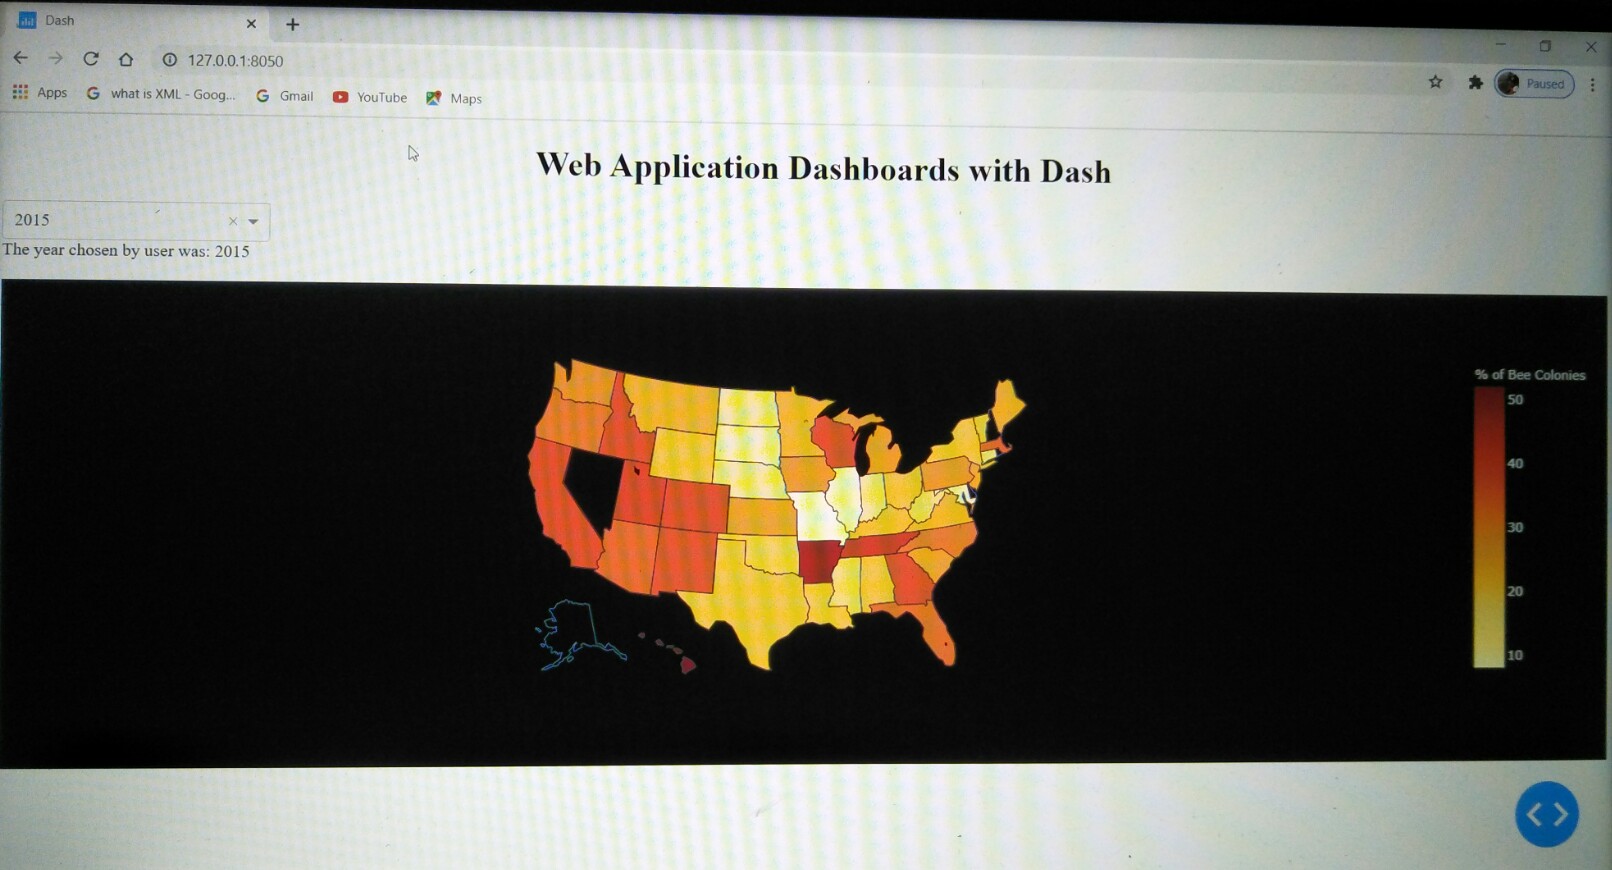 Dash
127.0.0.1:8050
Paused
Apps what is XML - Goog... Gmail YouTube Maps
Web Application Dashboards with Dash
2015
The year chosen by user was: 2015
% of Bee Colonies
50
40
30
20
10